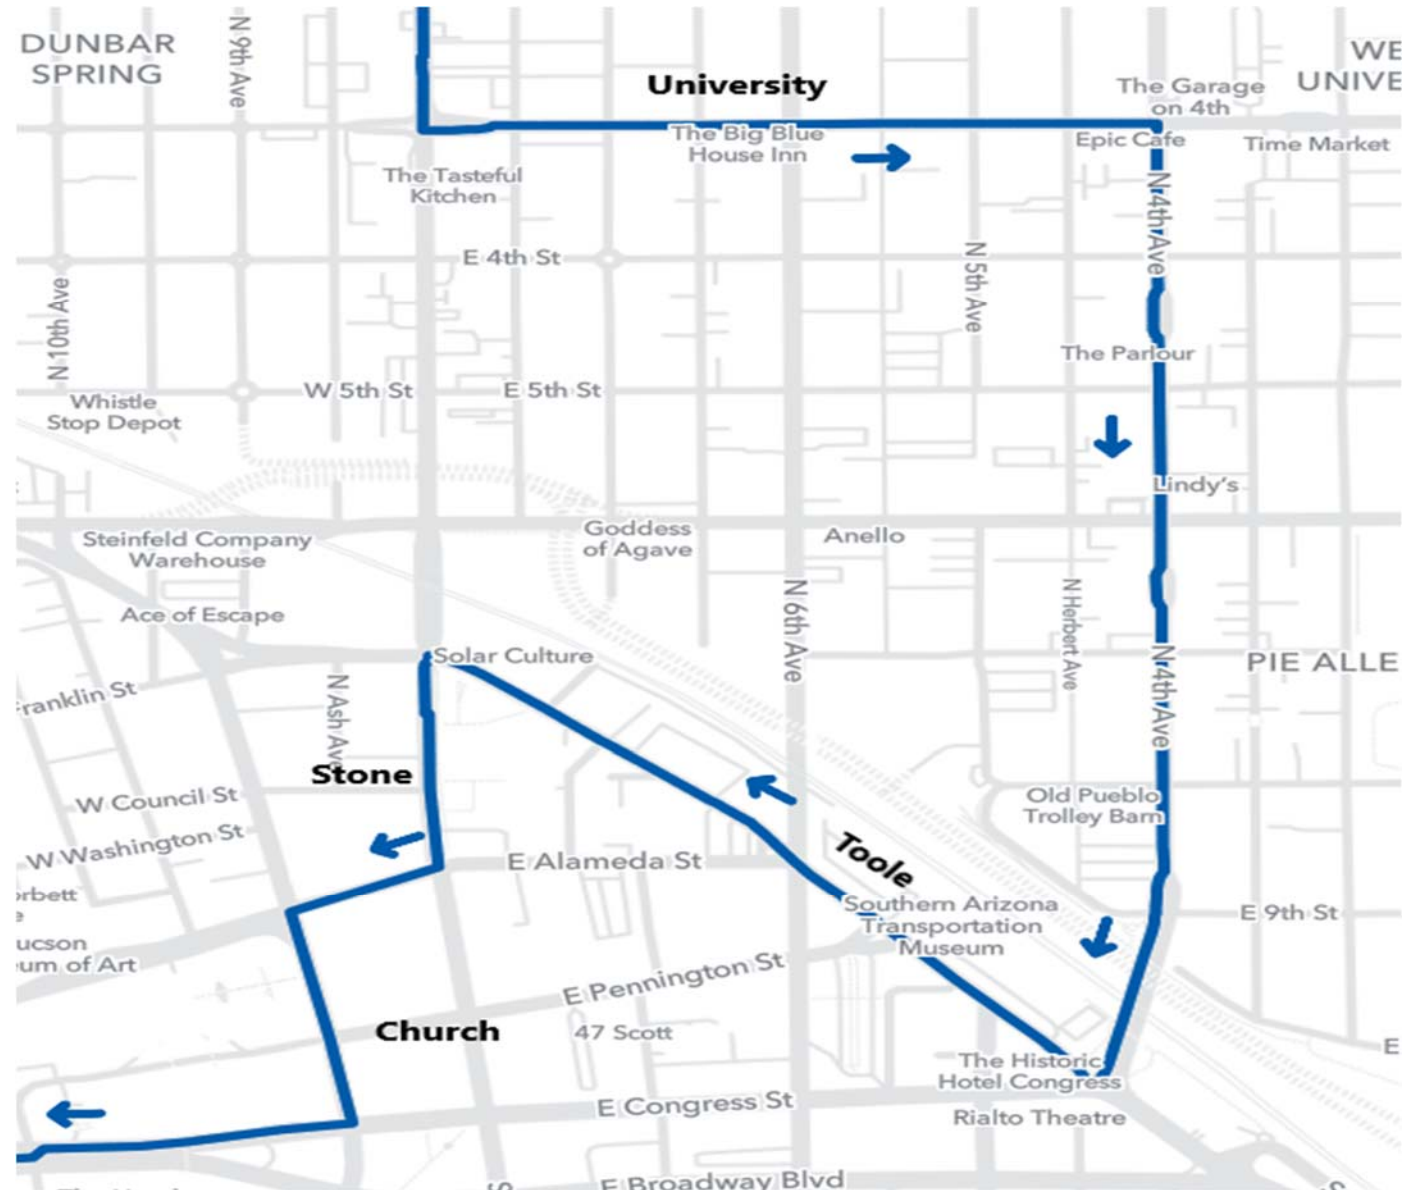 DUNBAR
SPRING
N 9th Ave
University
The Garage
on 4th
WE
UNIVE
The Big Blue
House Inn
Epic Cafe
Time Market
The Tasteful
Kitchen
N 4th Ave
E 4th St
N 5th Ave
N 10th Ave
The Parlour
Whistle
Stop Depot
W 5th St
E 5th St
Lindy's
Steinfeld Company
Warehouse
Goddess
of Agave
Anello
Ace of Escape
N 6th Ave
N Herbert Ave
Solar Culture
PIE ALLE
Franklin St
N Ash Ave
N 4th Ave
Stone
W Council St
Old Pueblo
Trolley Barn
W Washington St
E Alameda St
Toole
orbett
e
Southern Arizona
Transportation
Museum
E 9th St
ucson
eum of Art
E Pennington St
Church
47 Scott
E
The Historic
Hotel Congress
E Congress St
Rialto Theatre
E Broadway Blvd